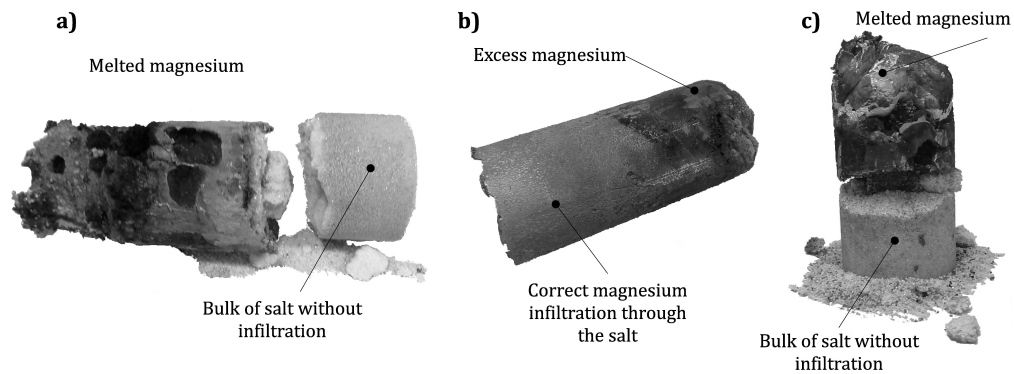 a)
Melted magnesium
Bulk of salt without
infiltration
b)
Excess magnesium
Correct magnesium
infiltration through
the salt
c)
Melted magnesium
Bulk of salt without
infiltration